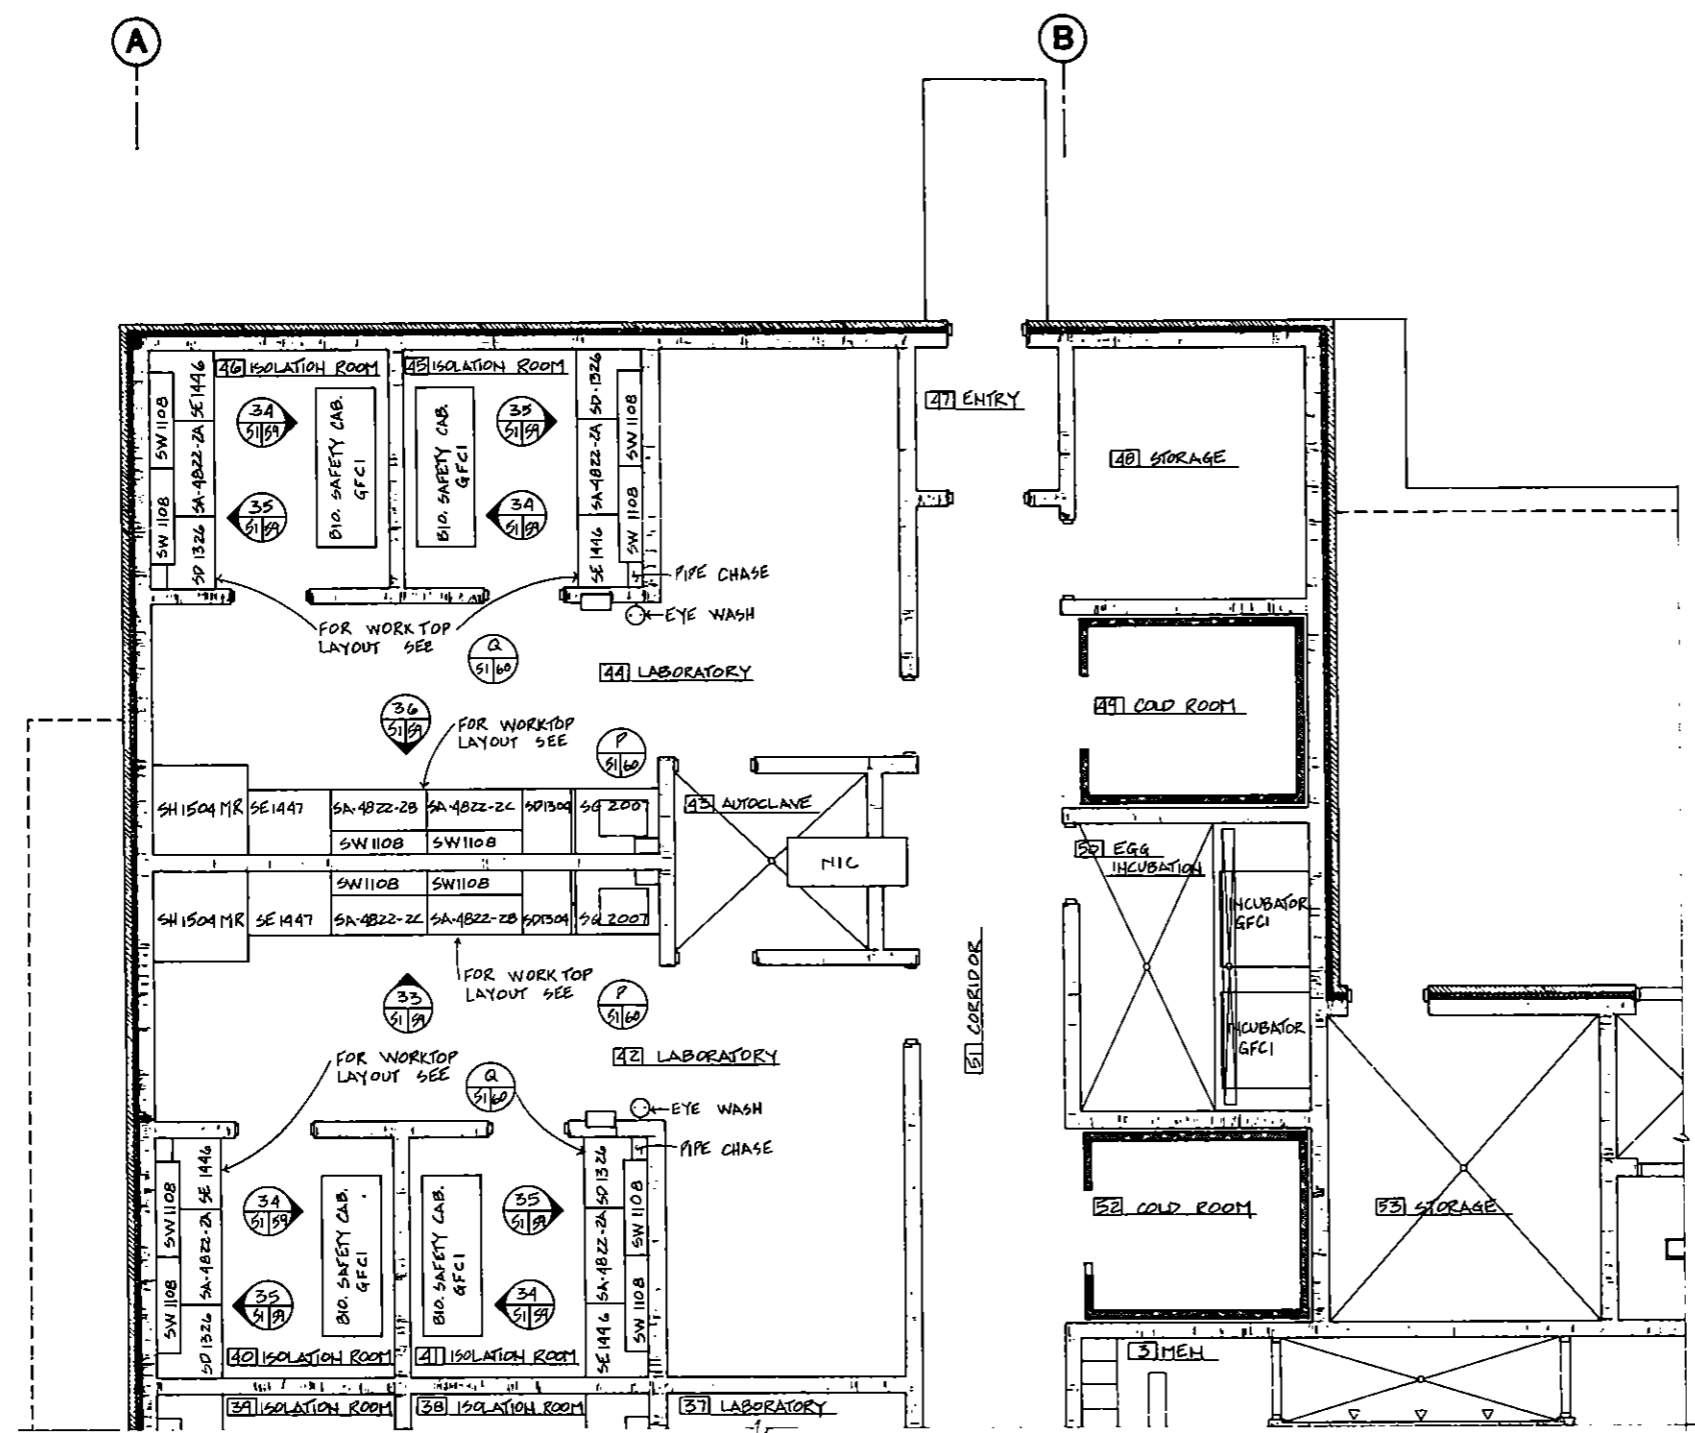 A
B
46 ISOLATION ROOM
45 ISOLATION ROOM
SW 1108
SW 1108
SE 1446
SA-4822-2A
SD 1326
34
51 59
35
51 59
BIO. SAFETY CAB.
GFCI
BIO. SAFETY CAB.
GFCI
35
51 59
34
51 59
SD-1326
SA-4822-2A
SE 1446
SW 1108
SW 1108
47 ENTRY
48 STORAGE
PIPE CHASE
EYE WASH
FOR WORK TOP
LAYOUT SEE
Q
51 60
44 LABORATORY
49 COLD ROOM
36
51 59
FOR WORKTOP
LAYOUT SEE
P
51 60
SH 1504 MR
SE 1447
SA-4822-2B
SA-4822-2C
SD1304
SG 2007
SW 1108
SW 1108
43 AUTOCLAVE
NIC
50 EGG
INCUBATION
SW1108
SW1108
SH 1504 MR
SE 1447
SA-4822-2C
SA-4822-2B
SD1304
SG 2007
INCUBATOR
GFCI
INCUBATOR
GFCI
FOR WORKTOP
LAYOUT SEE
33
51 59
P
51 60
51 CORRIDOR
FOR WORKTOP
LAYOUT SEE
Q
51 60
42 LABORATORY
EYE WASH
PIPE CHASE
SW 1108
SW 1108
SE 1446
SA-4822-2A
SD 1326
34
51 59
35
51 59
BIO. SAFETY CAB.
GFCI
BIO. SAFETY CAB.
GFCI
35
51 59
34
51 59
SD 1326
SA-4822-2A
SE 1446
SW 1108
SW 1108
52 COLD ROOM
53 STORAGE
40 ISOLATION ROOM
41 ISOLATION ROOM
3 MEN
39 ISOLATION ROOM
38 ISOLATION ROOM
37 LABORATORY